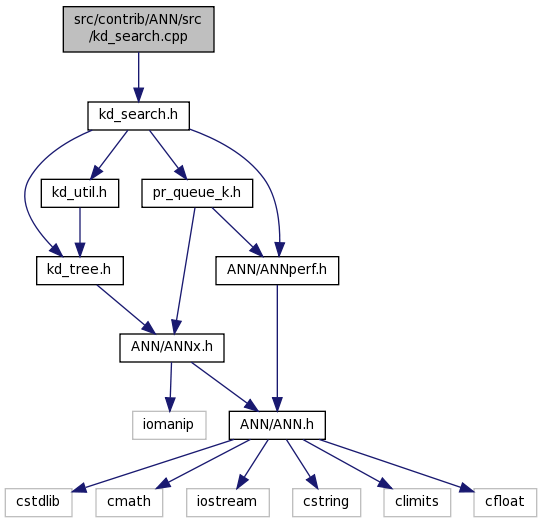 src/contrib/ANN/src
/kd_search.cpp
kd_search.h
kd_util.h
pr_queue_k.h
kd_tree.h
ANN/ANNperf.h
ANN/ANNx.h
iomanip
ANN/ANN.h
cstdlib
cmath
iostream
cstring
climits
cfloat